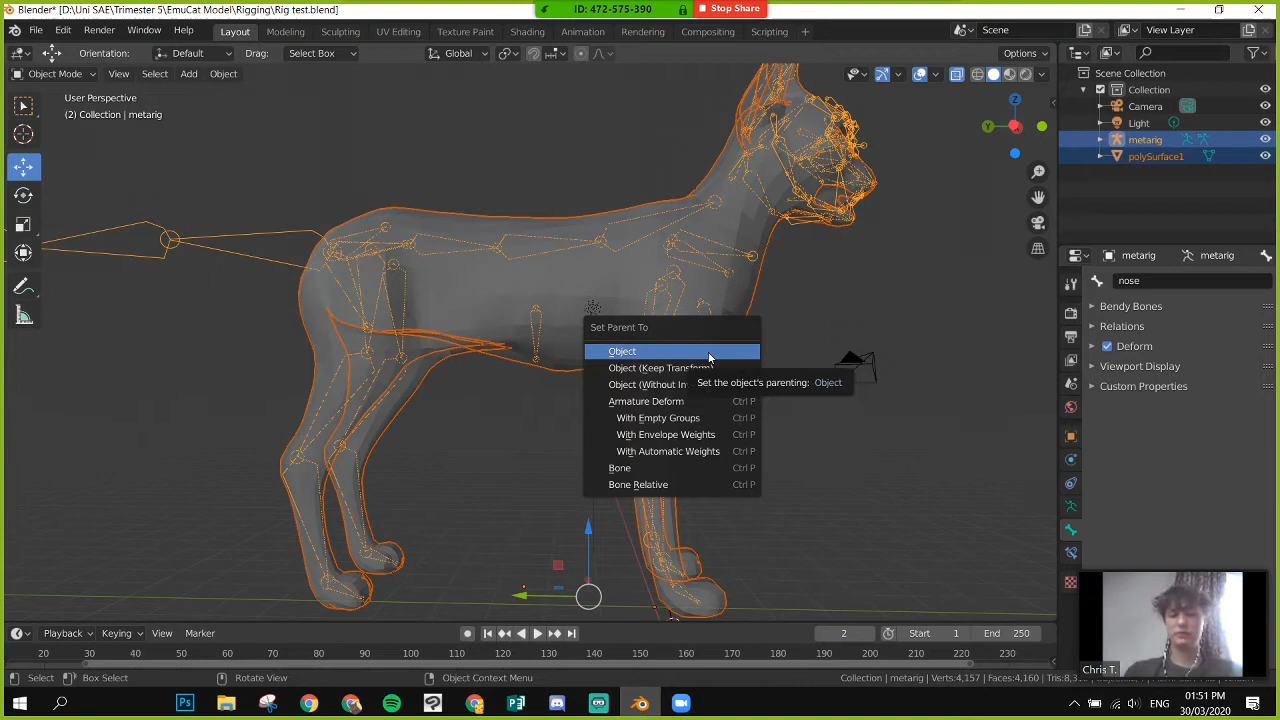 Blender* [D:\Uni SAE\Trimester 5\EmuCat Model\Rigging\Rig test.blend]
ID: 472-575-390
Stop Share
File Edit Render Window Help
Layout Modeling Sculpting UV Editing Texture Paint Shading Animation Rendering Compositing Scripting +
Scene
View Layer
Orientation: Default Drag: Select Box
Global
Options
Object Mode View Select Add Object
User Perspective
(2) Collection | metarig
Z
Y
Scene Collection
Collection
Camera
Light
metarig
polySurface1
metarig metarig
nose
Bendy Bones
Relations
Deform
Viewport Display
Custom Properties
Set Parent To
Object
Object (Keep Transform)
Object (Without In
Set the object's parenting: Object
Armature Deform Ctrl P
With Empty Groups Ctrl P
With Envelope Weights Ctrl P
With Automatic Weights Ctrl P
Bone Ctrl P
Bone Relative Ctrl P
Chris T.
Playback Keying View Marker
2 Start 1 End 250
20 30 40 50 60 70 80 90 100 110 120 130 140 150 160 170 180 190 200 210 220 230
Select Box Select Rotate View Object Context Menu
Collection | metarig | Verts:4,157 | Faces:4,160 |
ENG
01:51 PM
30/03/2020